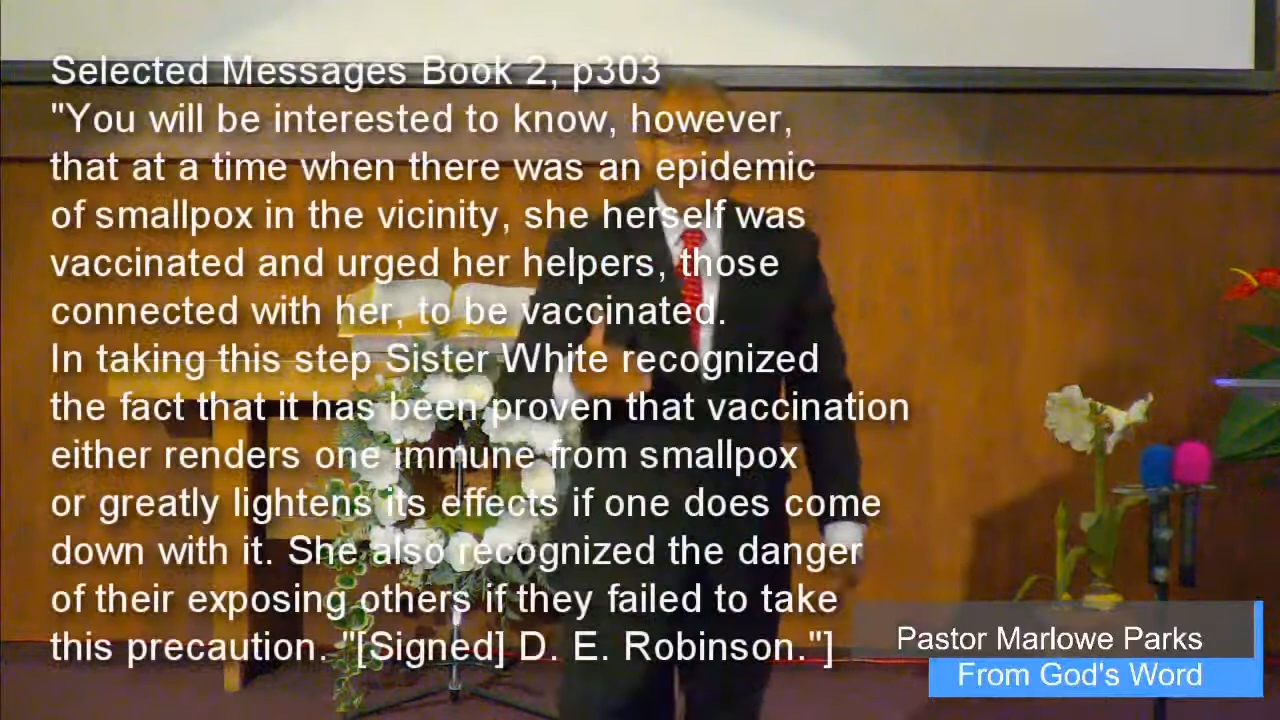 Selected Messages Book 2, p303
"You will be interested to know, however,
that at a time when there was an epidemic
of smallpox in the vicinity, she herself was
vaccinated and urged her helpers, those
connected with her, to be vaccinated.
In taking this step Sister White recognized
the fact that it has been proven that vaccination
either renders one immune from smallpox
or greatly lightens its effects if one does come
down with it. She also recognized the danger
of their exposing others if they failed to take
this precaution. "[Signed] D. E. Robinson."]
Pastor Marlowe Parks
From God's Word